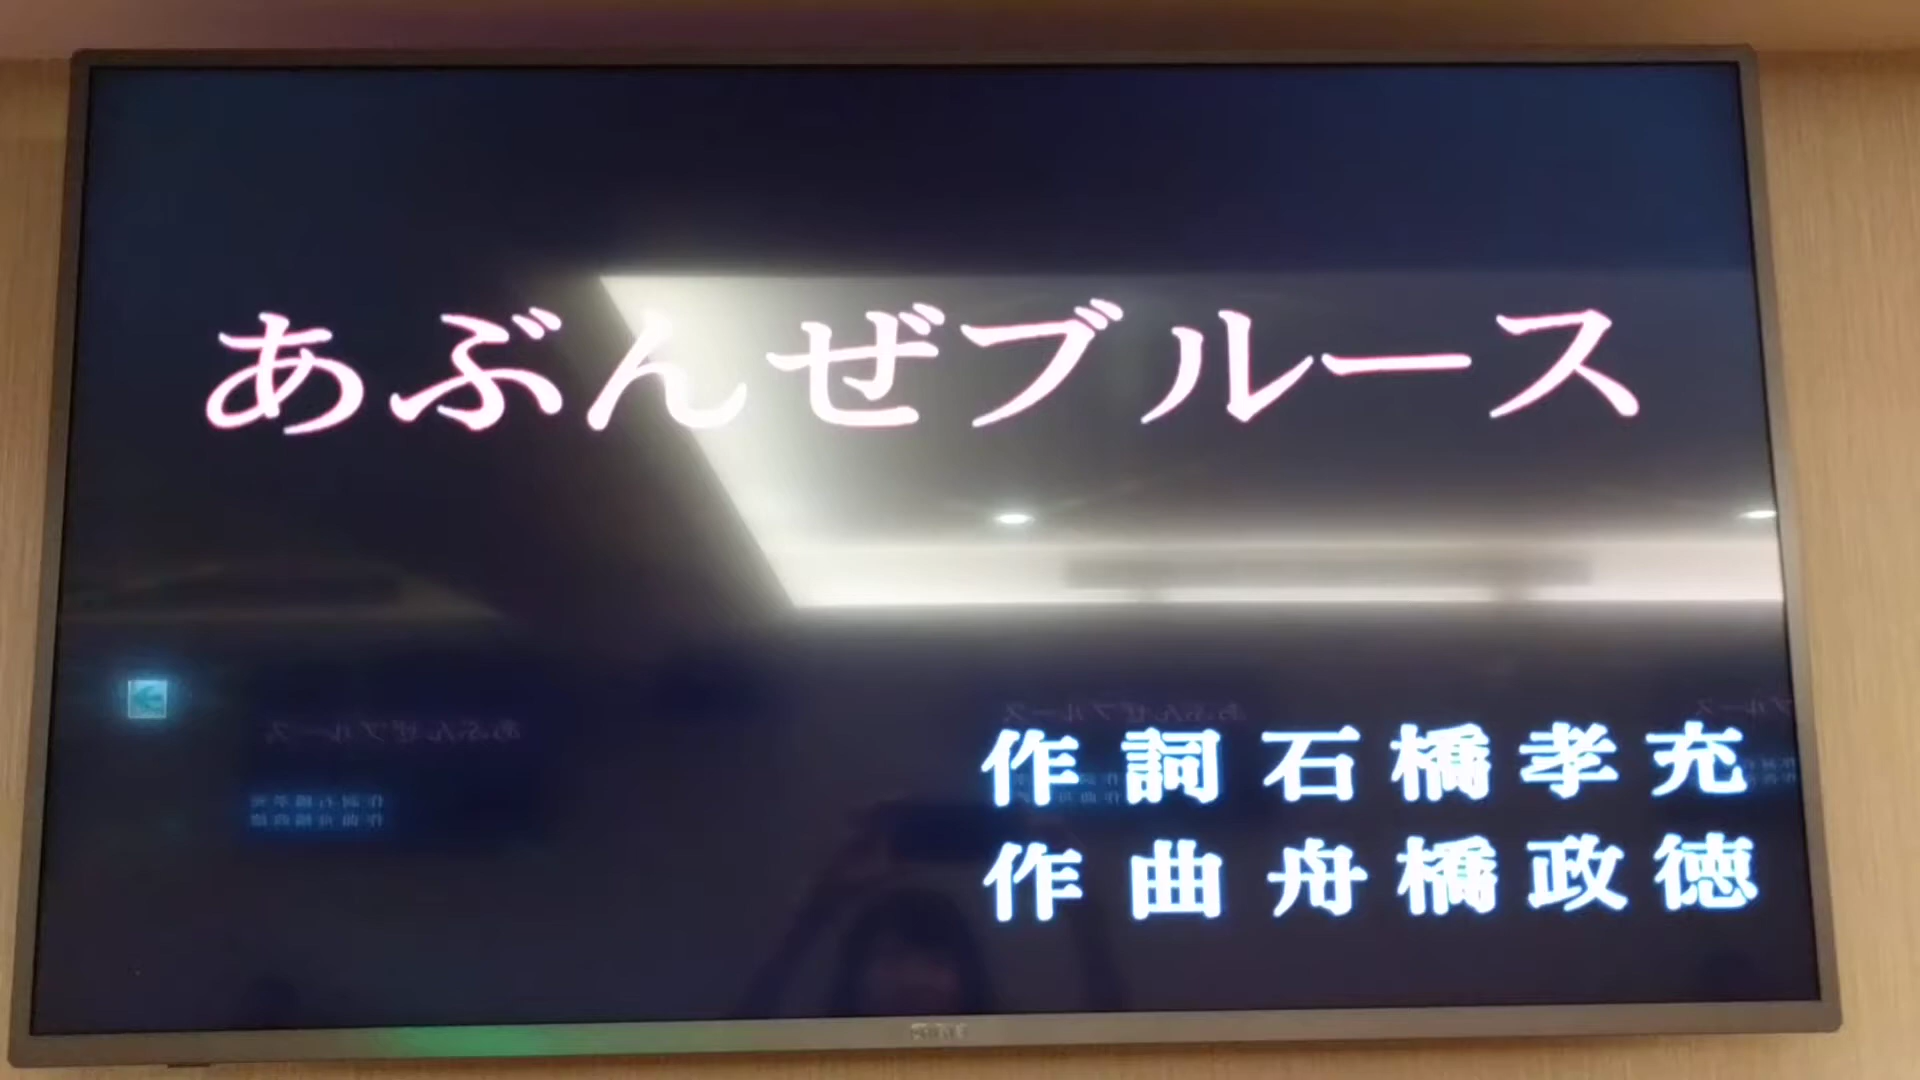 あぶんぜブルース
作詞 石橋孝充
作曲 舟橋政徳